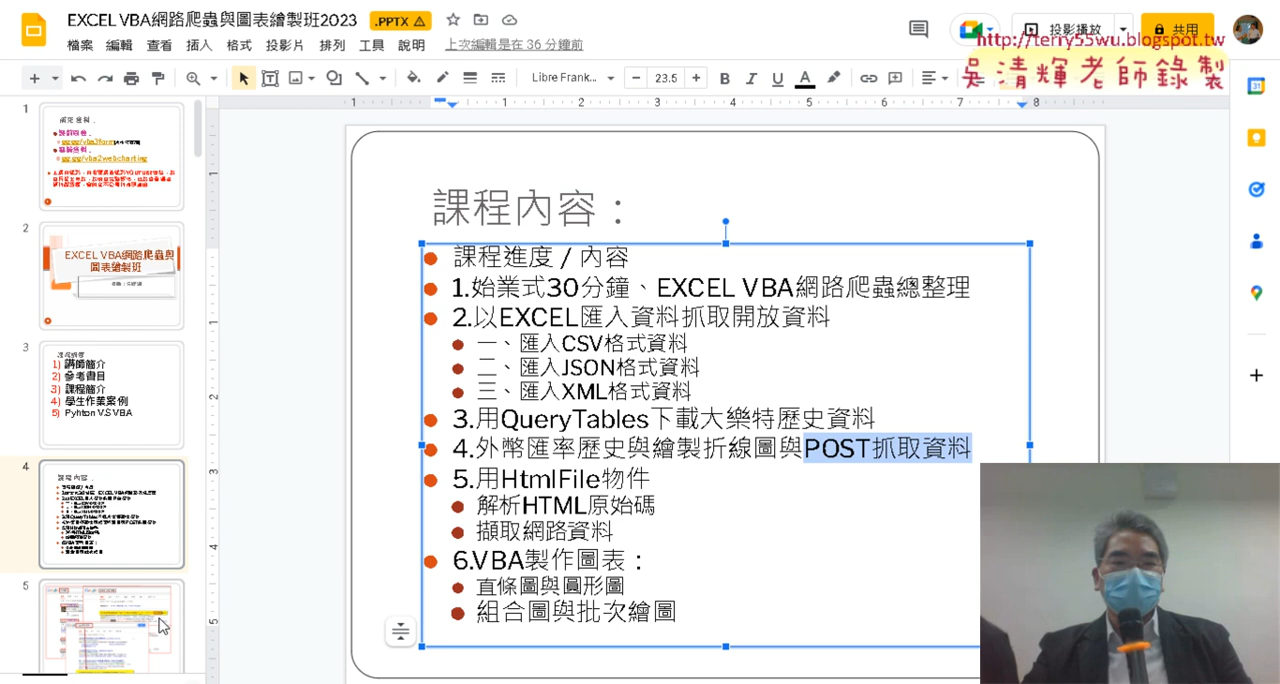 EXCEL VBA網路爬蟲與圖表繪製班2023
.PPTX
投影播放
共用
http://terry55wu.blogspot.tw
檔案 編輯 查看 插入 格式 投影片 排列 工具 說明 上次編輯是在 36 分鐘前
吳清輝老師錄製
Libre Frank... 23.5
B I U A
課程內容：
課程進度 / 內容
1.始業式30分鐘、EXCEL VBA網路爬蟲總整理
2.以EXCEL匯入資料抓取開放資料
一、匯入CSV格式資料
二、匯入JSON格式資料
三、匯入XML格式資料
3.用QueryTables下載大樂特歷史資料
4.外幣匯率歷史與繪製折線圖與POST抓取資料
5.用HtmlFile物件
解析HTML原始碼
擷取網路資料
6.VBA製作圖表：
直條圖與圓形圖
組合圖與批次繪圖
1
2
EXCEL VBA網路爬蟲與
圖表繪製班
3
1) 講師簡介
2) 參考書目
3) 課程簡介
4) 學生作業案例
5) Pyhton V.S VBA
4
課程內容：
5